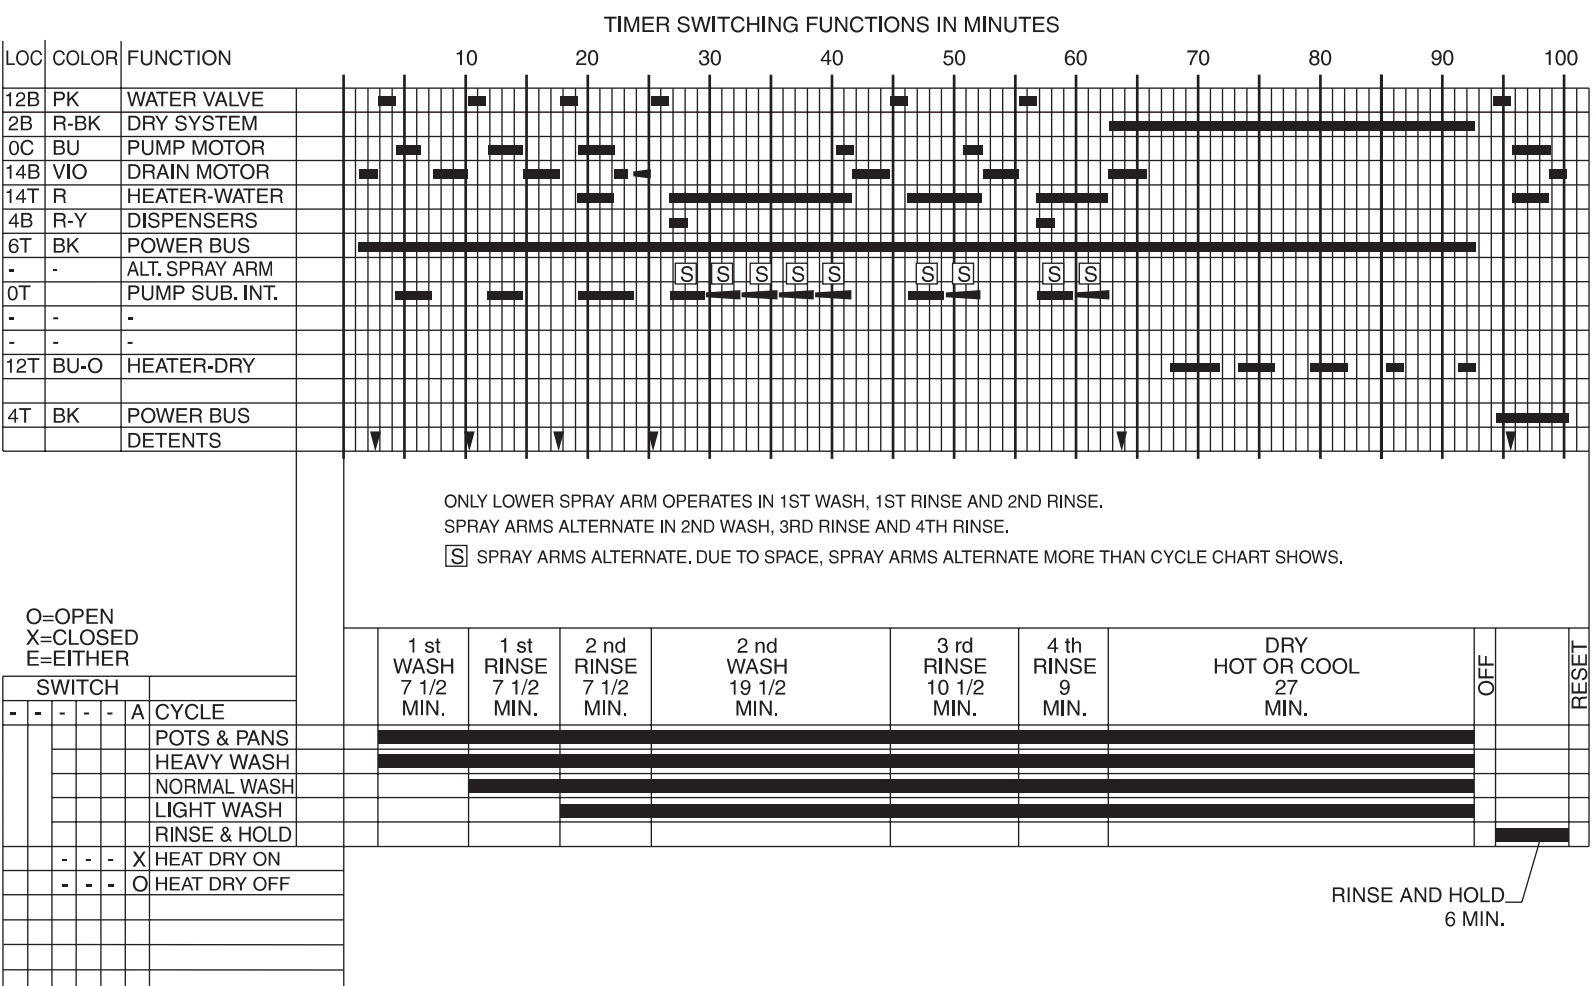 TIMER SWITCHING FUNCTIONS IN MINUTES
LOC COLOR FUNCTION 10 20 30 40 50 60 70 80 90 100
12B PK WATER VALVE
2B R-BK DRY SYSTEM
0C BU PUMP MOTOR
14B VIO DRAIN MOTOR
14T R HEATER-WATER
4B R-Y DISPENSERS
6T BK POWER BUS
- - ALT. SPRAY ARM S S S S S S S S S
0T PUMP SUB. INT.
- - -
- - -
12T BU-O HEATER-DRY
4T BK POWER BUS
DETENTS
ONLY LOWER SPRAY ARM OPERATES IN 1ST WASH, 1ST RINSE AND 2ND RINSE.
SPRAY ARMS ALTERNATE IN 2ND WASH, 3RD RINSE AND 4TH RINSE.
S SPRAY ARMS ALTERNATE. DUE TO SPACE, SPRAY ARMS ALTERNATE MORE THAN CYCLE CHART SHOWS.
O=OPEN
X=CLOSED
E=EITHER
1 st
WASH
7 1/2
MIN.
1 st
RINSE
7 1/2
MIN.
2 nd
RINSE
7 1/2
MIN.
2 nd
WASH
19 1/2
MIN.
3 rd
RINSE
10 1/2
MIN.
4 th
RINSE
9
MIN.
DRY
HOT OR COOL
27
MIN.
OFF
RESET
SWITCH
- - - - - A CYCLE
POTS & PANS
HEAVY WASH
NORMAL WASH
LIGHT WASH
RINSE & HOLD
- - - X HEAT DRY ON
- - - O HEAT DRY OFF
RINSE AND HOLD
6 MIN.